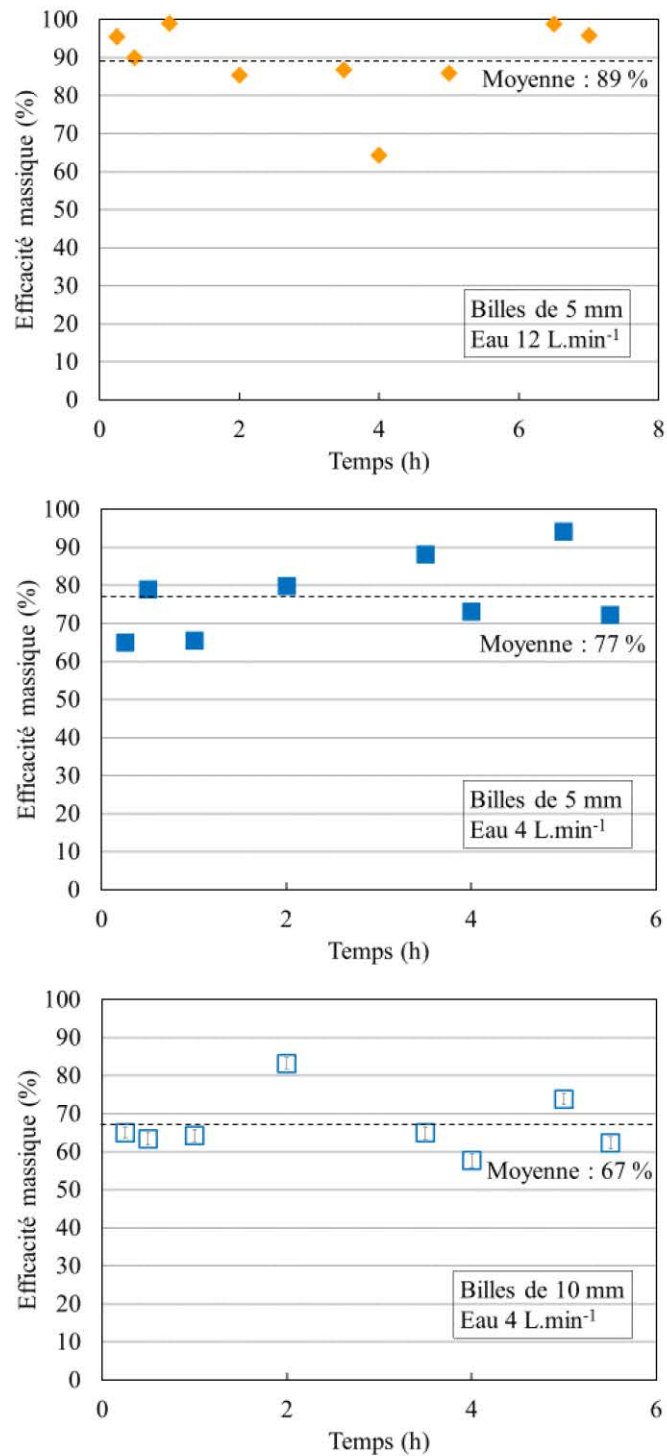 100
90
80
70
60
50
40
30
20
10
0
Efficacité massique (%)
Moyenne : 89 %
Billes de 5 mm
Eau 12 L.min-1
0 2 4 6 8
Temps (h)
100
90
80
70
60
50
40
30
20
10
0
Efficacité massique (%)
Moyenne : 77 %
Billes de 5 mm
Eau 4 L.min-1
0 2 4 6
Temps (h)
100
90
80
70
60
50
40
30
20
10
0
Efficacité massique (%)
Moyenne : 67 %
Billes de 10 mm
Eau 4 L.min-1
0 2 4 6
Temps (h)